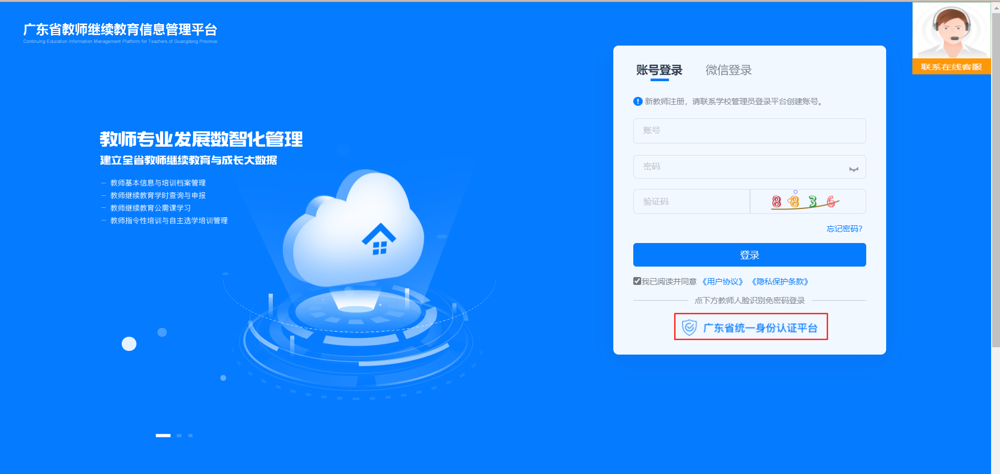 广东省教师继续教育信息管理平台
Continuing Education Information Management Platform for Teachers of Guangdong Province
联系在线客服
教师专业发展数智化管理
建立全省教师继续教育与成长大数据
— 教师基本信息与培训档案管理
— 教师继续教育学时查询与申报
— 教师继续教育公需课学习
— 教师指令性培训与自主选学培训管理
账号登录 微信登录
新教师注册，请联系学校管理员登录平台创建账号。
账号
密码
验证码 8836
忘记密码?
登录
我已阅读并同意《用户协议》《隐私保护条款》
点下方教师人脸识别免密码登录
广东省统一身份认证平台